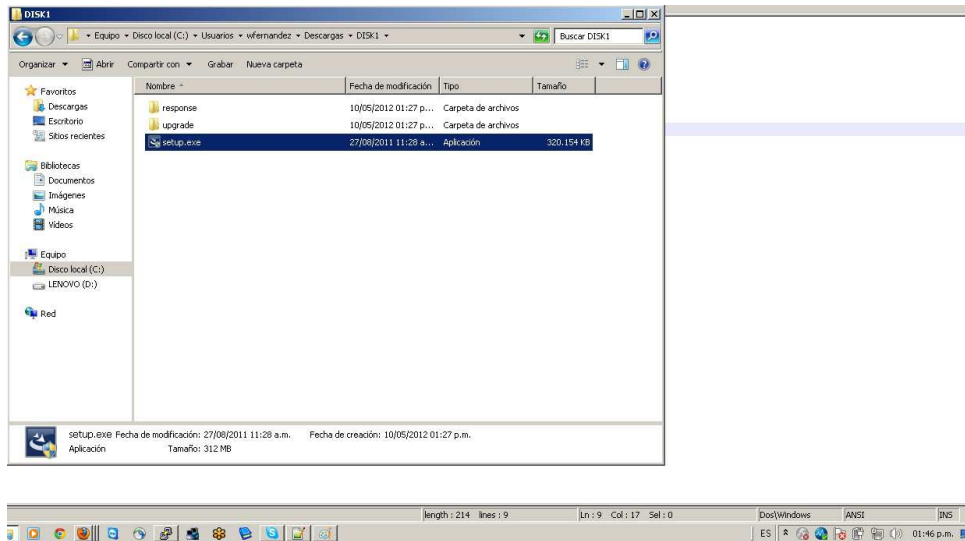 DISK1
Equipo Disco local (C:) Usuarios wfernandez Descargas DISK1 Buscar DISK1
Organizar Abrir Compartir con Grabar Nueva carpeta
Favoritos
Descargas
Escritorio
Sitios recientes
Bibliotecas
Documentos
Imágenes
Música
Vídeos
Equipo
Disco local (C:)
LENOVO (D:)
Red
Nombre Fecha de modificación Tipo Tamaño
response 10/05/2012 01:27 p... Carpeta de archivos
upgrade 10/05/2012 01:27 p... Carpeta de archivos
setup.exe 27/08/2011 11:28 a... Aplicación 320.154 KB
setup.exe Fecha de modificación: 27/08/2011 11:28 a.m. Fecha de creación: 10/05/2012 01:27 p.m.
Aplicación Tamaño: 312 MB
length : 214 lines : 9 Ln : 9 Col : 17 Sel : 0 Dos\Windows ANSI INS
ES 01:46 p.m.